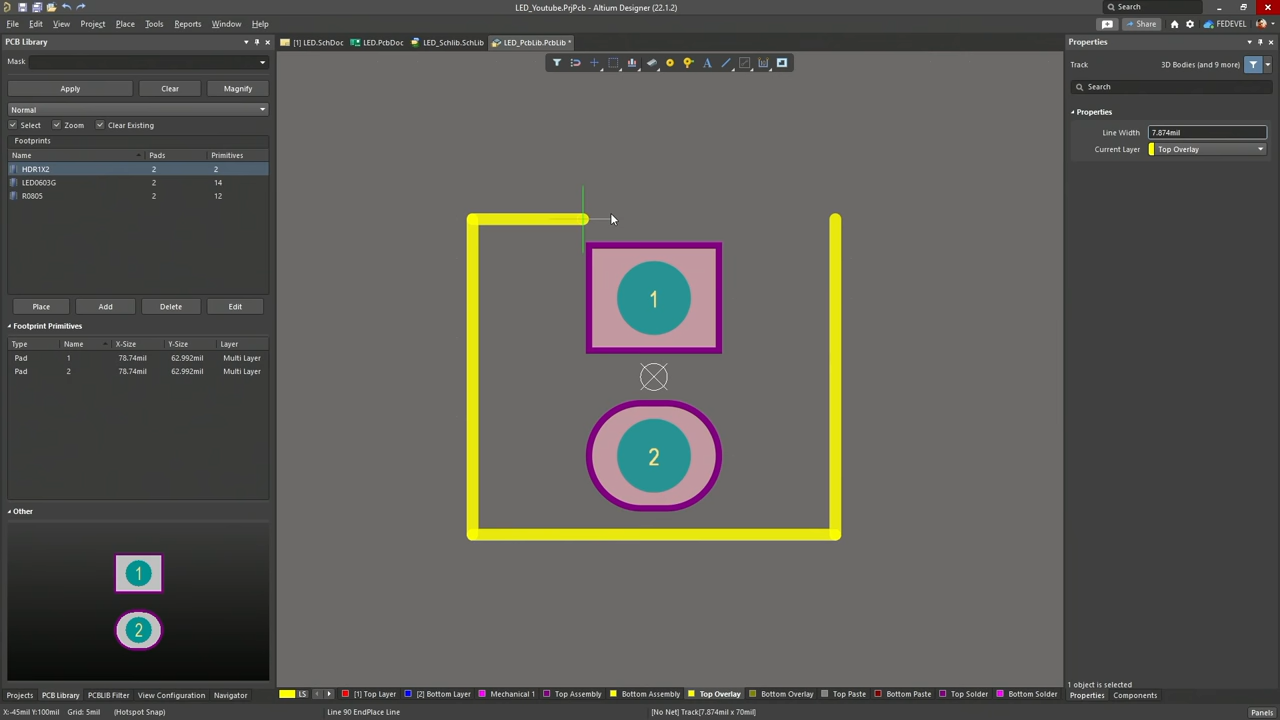 LED_Youtube.PrjPcb - Altium Designer (22.1.2)
Search
File Edit View Project Place Tools Reports Window Help
Share
FEDEVEL
PCB Library
[1] LED.SchDoc
LED.PcbDoc
LED_Schlib.SchLib
LED_PcbLib.PcbLib *
Properties
Mask
Track
3D Bodies (and 9 more)
Apply
Clear
Magnify
Search
Normal
Select
Zoom
Clear Existing
Properties
Line Width
7.874mil
Current Layer
Top Overlay
Footprints
Name Pads Primitives
HDR1X2 2 2
LED0603G 2 14
R0805 2 12
Place
Add
Delete
Edit
Footprint Primitives
Type Name X-Size Y-Size Layer
Pad 1 78.74mil 62.992mil Multi Layer
Pad 2 78.74mil 62.992mil Multi Layer
1
2
Other
1
2
LS
[1] Top Layer
[2] Bottom Layer
Mechanical 1
Top Assembly
Bottom Assembly
Top Overlay
Bottom Overlay
Top Paste
Bottom Paste
Top Solder
Bottom Solder
1 object is selected
Projects
PCB Library
PCBLIB Filter
View Configuration
Navigator
Properties
Components
X:-45mil Y:100mil Grid: 5mil (Hotspot Snap)
Line 90 EndPlace Line
[No Net] Track(7.874mil x 70mil)
Panels